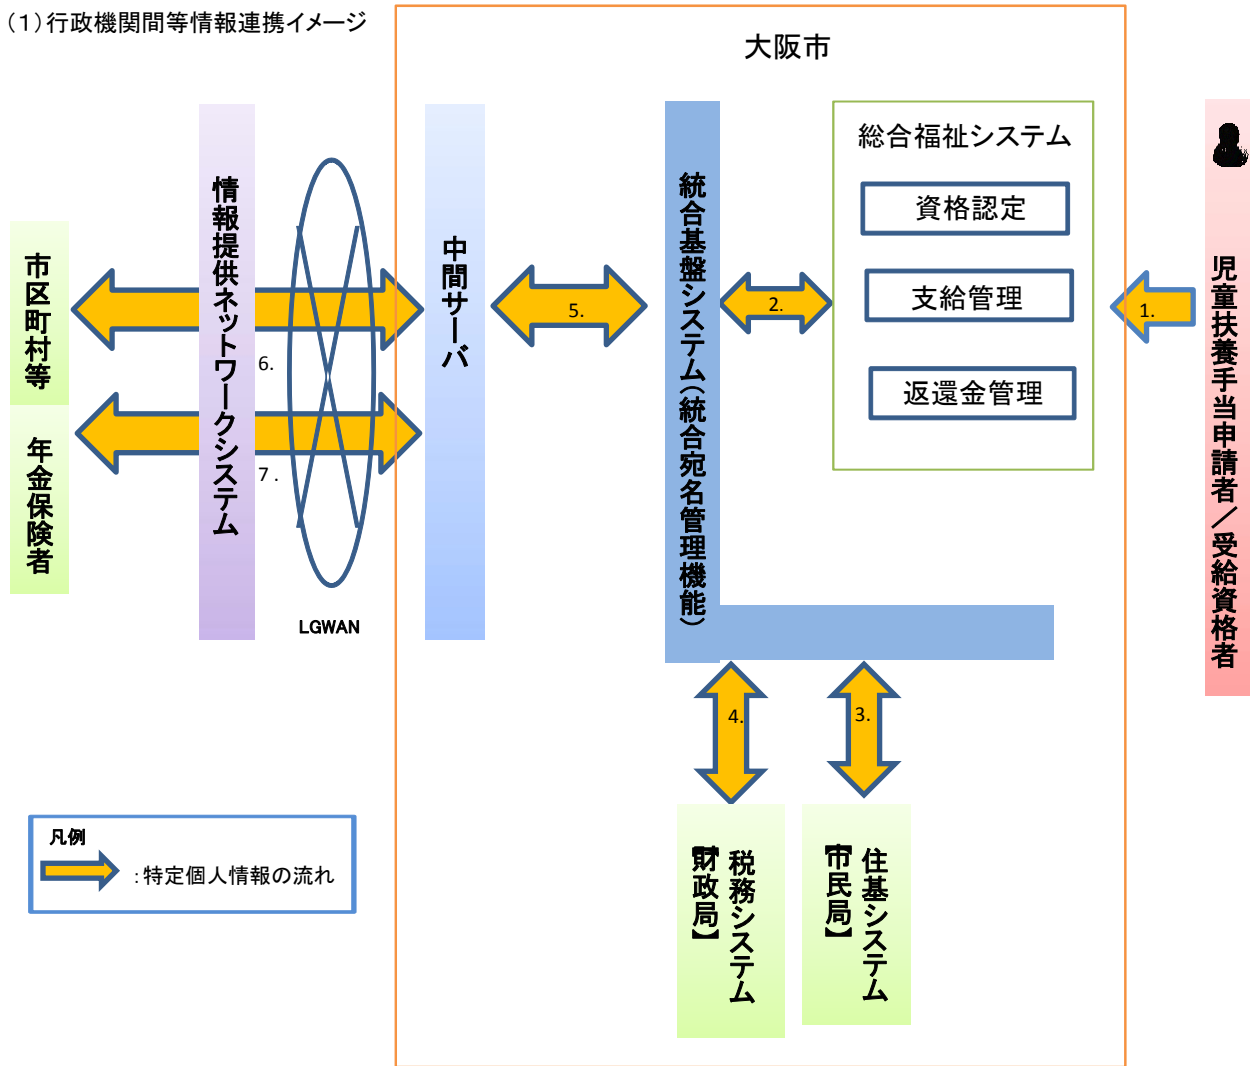 （１）行政機関間等情報連携イメージ
大阪市
総合福祉システム
資格認定
支給管理
返還金管理
市区町村等
年金保険者
情報提供ネットワークシステム
6.
7.
LGWAN
中間サーバ
5.
統合基盤システム（統合宛名管理機能）
2.
1.
児童扶養手当申請者／受給資格者
4.
3.
税務システム
【財政局】
住基システム
【市民局】
凡例
：特定個人情報の流れ